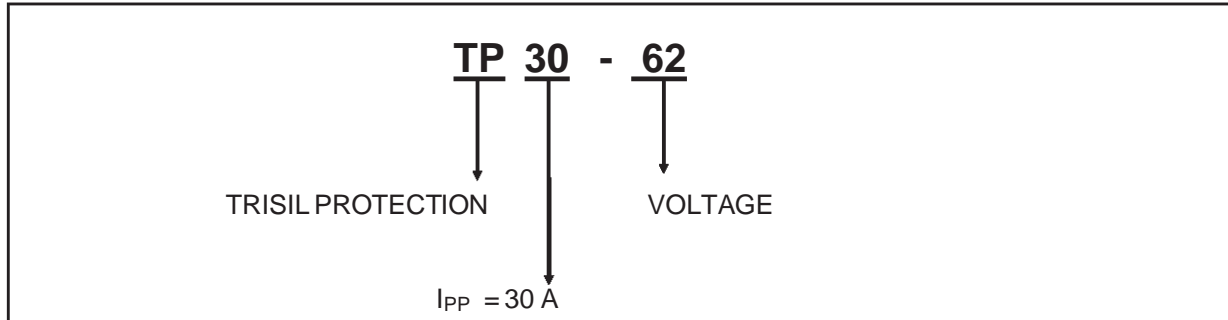 TP 30 - 62
TRISIL PROTECTION VOLTAGE
IPP = 30 A